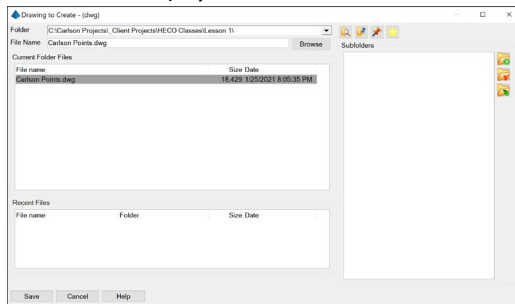 Drawing to Create - (dwg)
Folder C:\Carlson Projects\_Client Projects\HECO Classes\Lesson 1\
File Name Carlson Points.dwg Browse Subfolders
Current Folder Files
File name Size Date
Carlson Points.dwg 18,429 1/25/2021 8:05:35 PM
Recent Files
File name Folder Size Date
Save Cancel Help